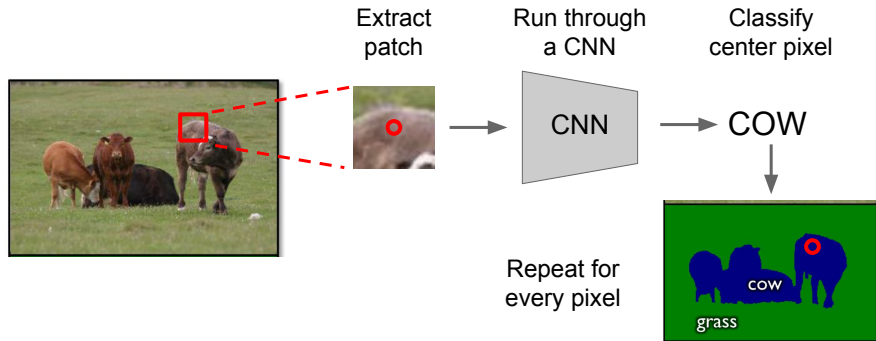 Extract
patch
Run through
a CNN
Classify
center pixel
CNN
COW
Repeat for
every pixel
cow
grass